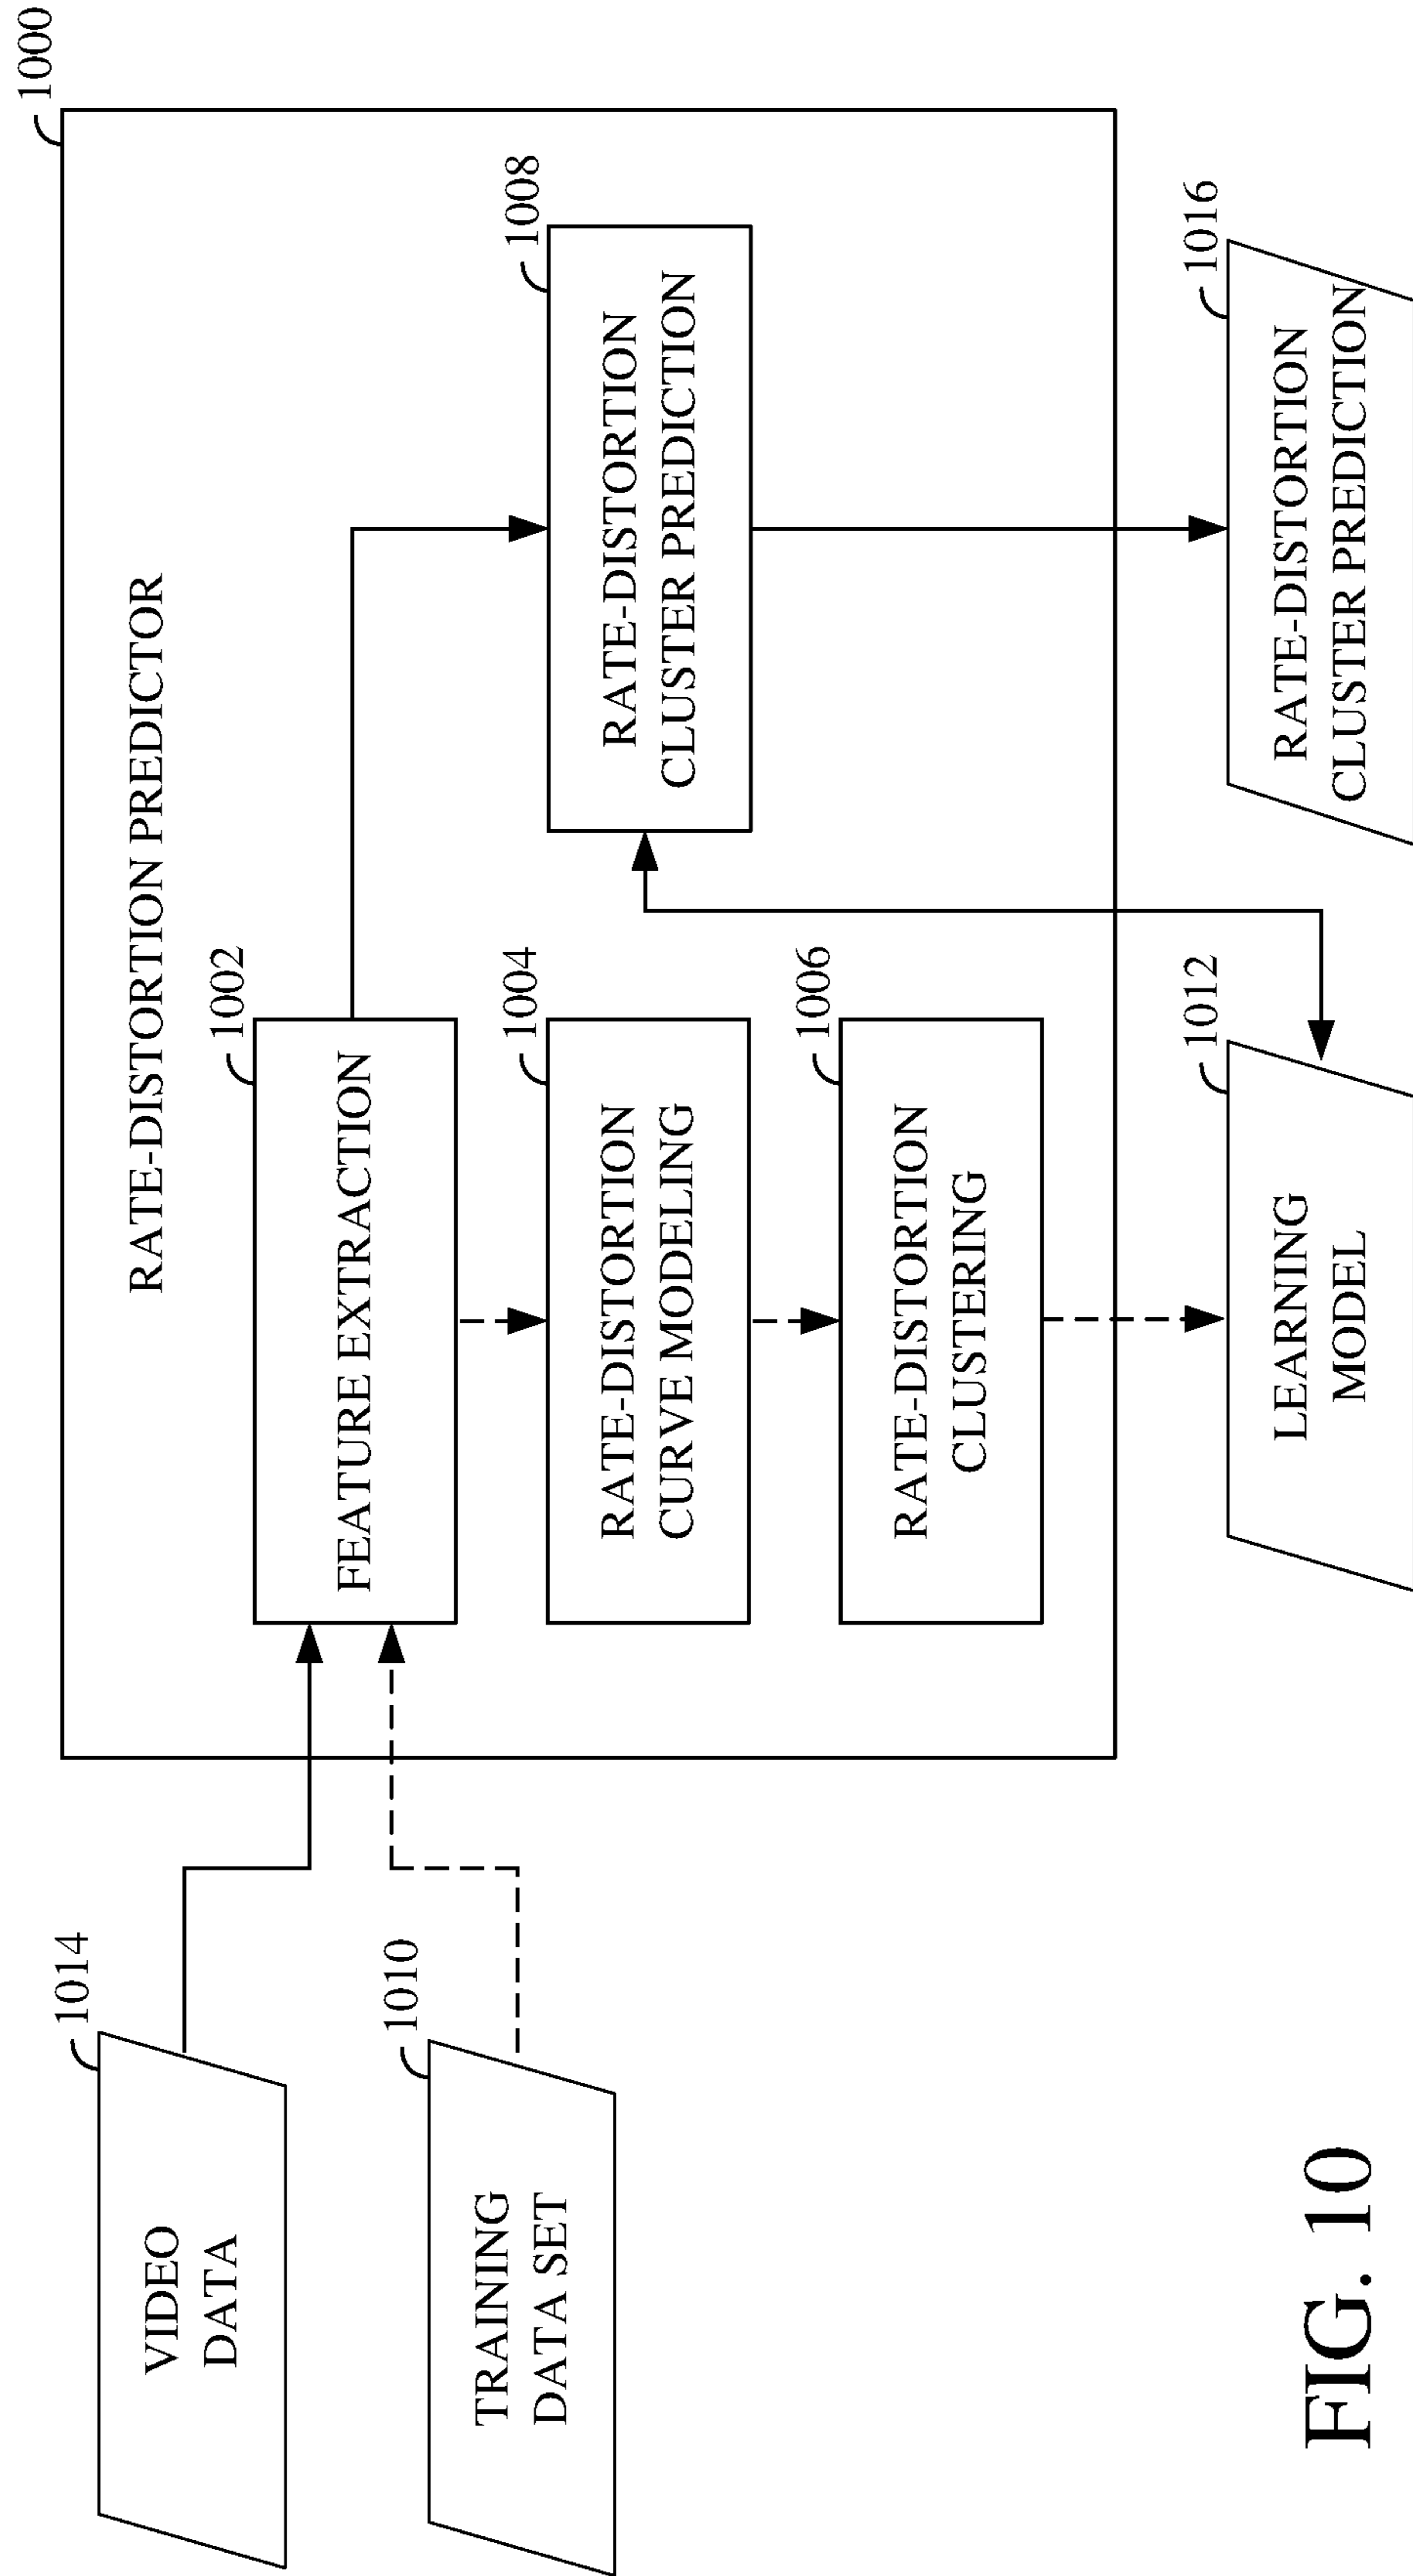 1000
RATE-DISTORTION PREDICTOR
1014
VIDEO
DATA
1002
FEATURE EXTRACTION
1010
TRAINING
DATA SET
1004
RATE-DISTORTION
CURVE MODELING
1008
RATE-DISTORTION
CLUSTER PREDICTION
1006
RATE-DISTORTION
CLUSTERING
1012
LEARNING
MODEL
1016
RATE-DISTORTION
CLUSTER PREDICTION
FIG. 10